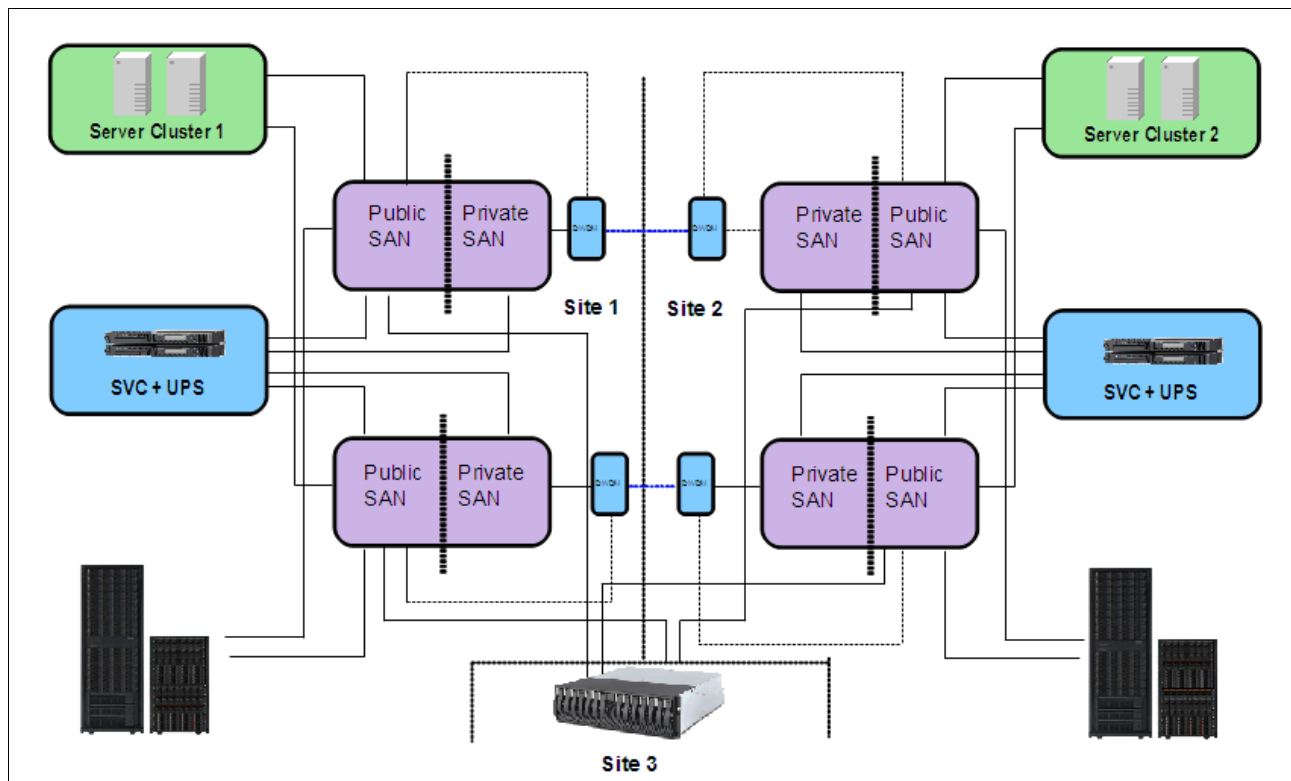 Server Cluster 1
Server Cluster 2
Public
SAN
Private
SAN
Private
SAN
Public
SAN
Site 1
Site 2
SVC + UPS
SVC + UPS
Public
SAN
Private
SAN
Private
SAN
Public
SAN
Site 3